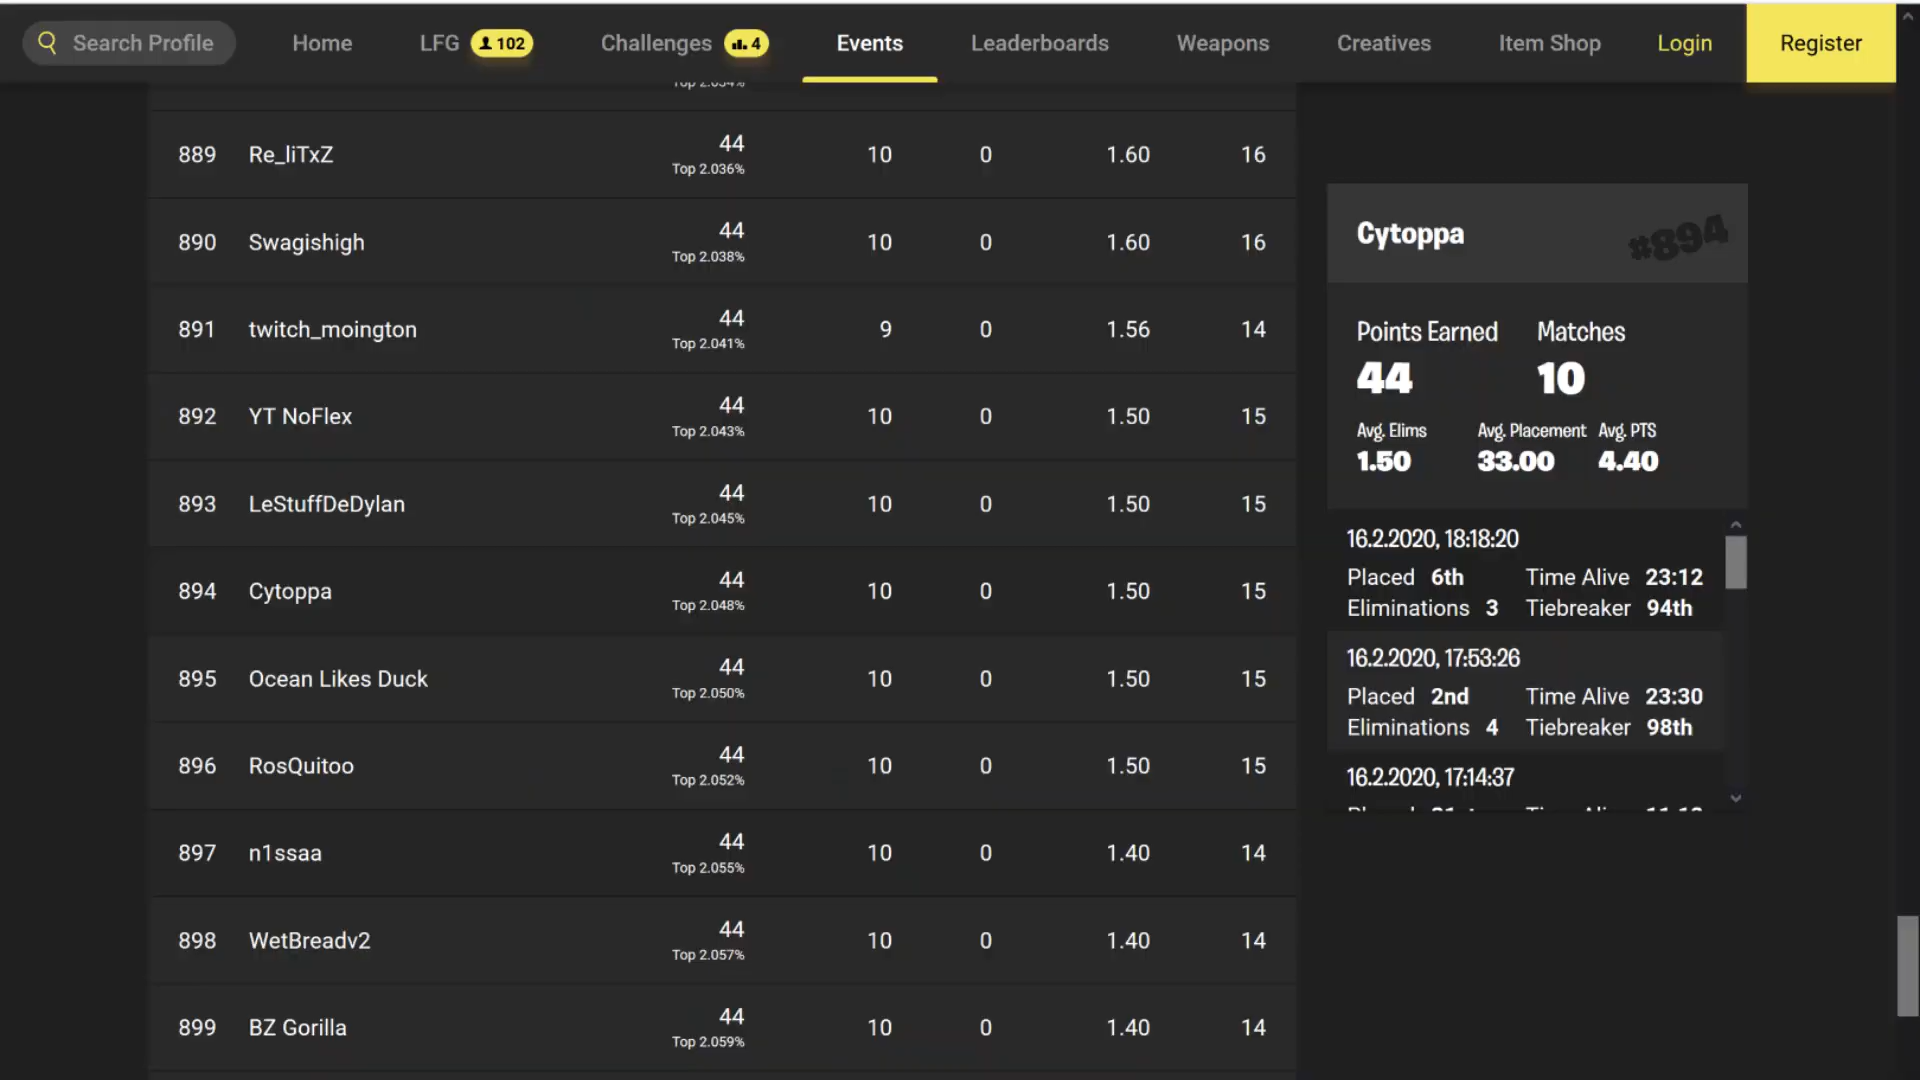 Search Profile Home LFG 102 Challenges 4 Events Leaderboards Weapons Creatives Item Shop Login Register
889 Re_liTxZ 44 10 0 1.60 16
Top 2.036%
890 Swagishigh 44 10 0 1.60 16
Top 2.038%
891 twitch_moington 44 9 0 1.56 14
Top 2.041%
892 YT NoFlex 44 10 0 1.50 15
Top 2.043%
893 LeStuffDeDylan 44 10 0 1.50 15
Top 2.045%
894 Cytoppa 44 10 0 1.50 15
Top 2.048%
895 Ocean Likes Duck 44 10 0 1.50 15
Top 2.050%
896 RosQuitoo 44 10 0 1.50 15
Top 2.052%
897 n1ssaa 44 10 0 1.40 14
Top 2.055%
898 WetBreadv2 44 10 0 1.40 14
Top 2.057%
899 BZ Gorilla 44 10 0 1.40 14
Top 2.059%
Cytoppa #894
Points Earned Matches
44 10
Avg. Elims Avg. Placement Avg. PTS
1.50 33.00 4.40
16.2.2020, 18:18:20
Placed 6th Time Alive 23:12
Eliminations 3 Tiebreaker 94th
16.2.2020, 17:53:26
Placed 2nd Time Alive 23:30
Eliminations 4 Tiebreaker 98th
16.2.2020, 17:14:37